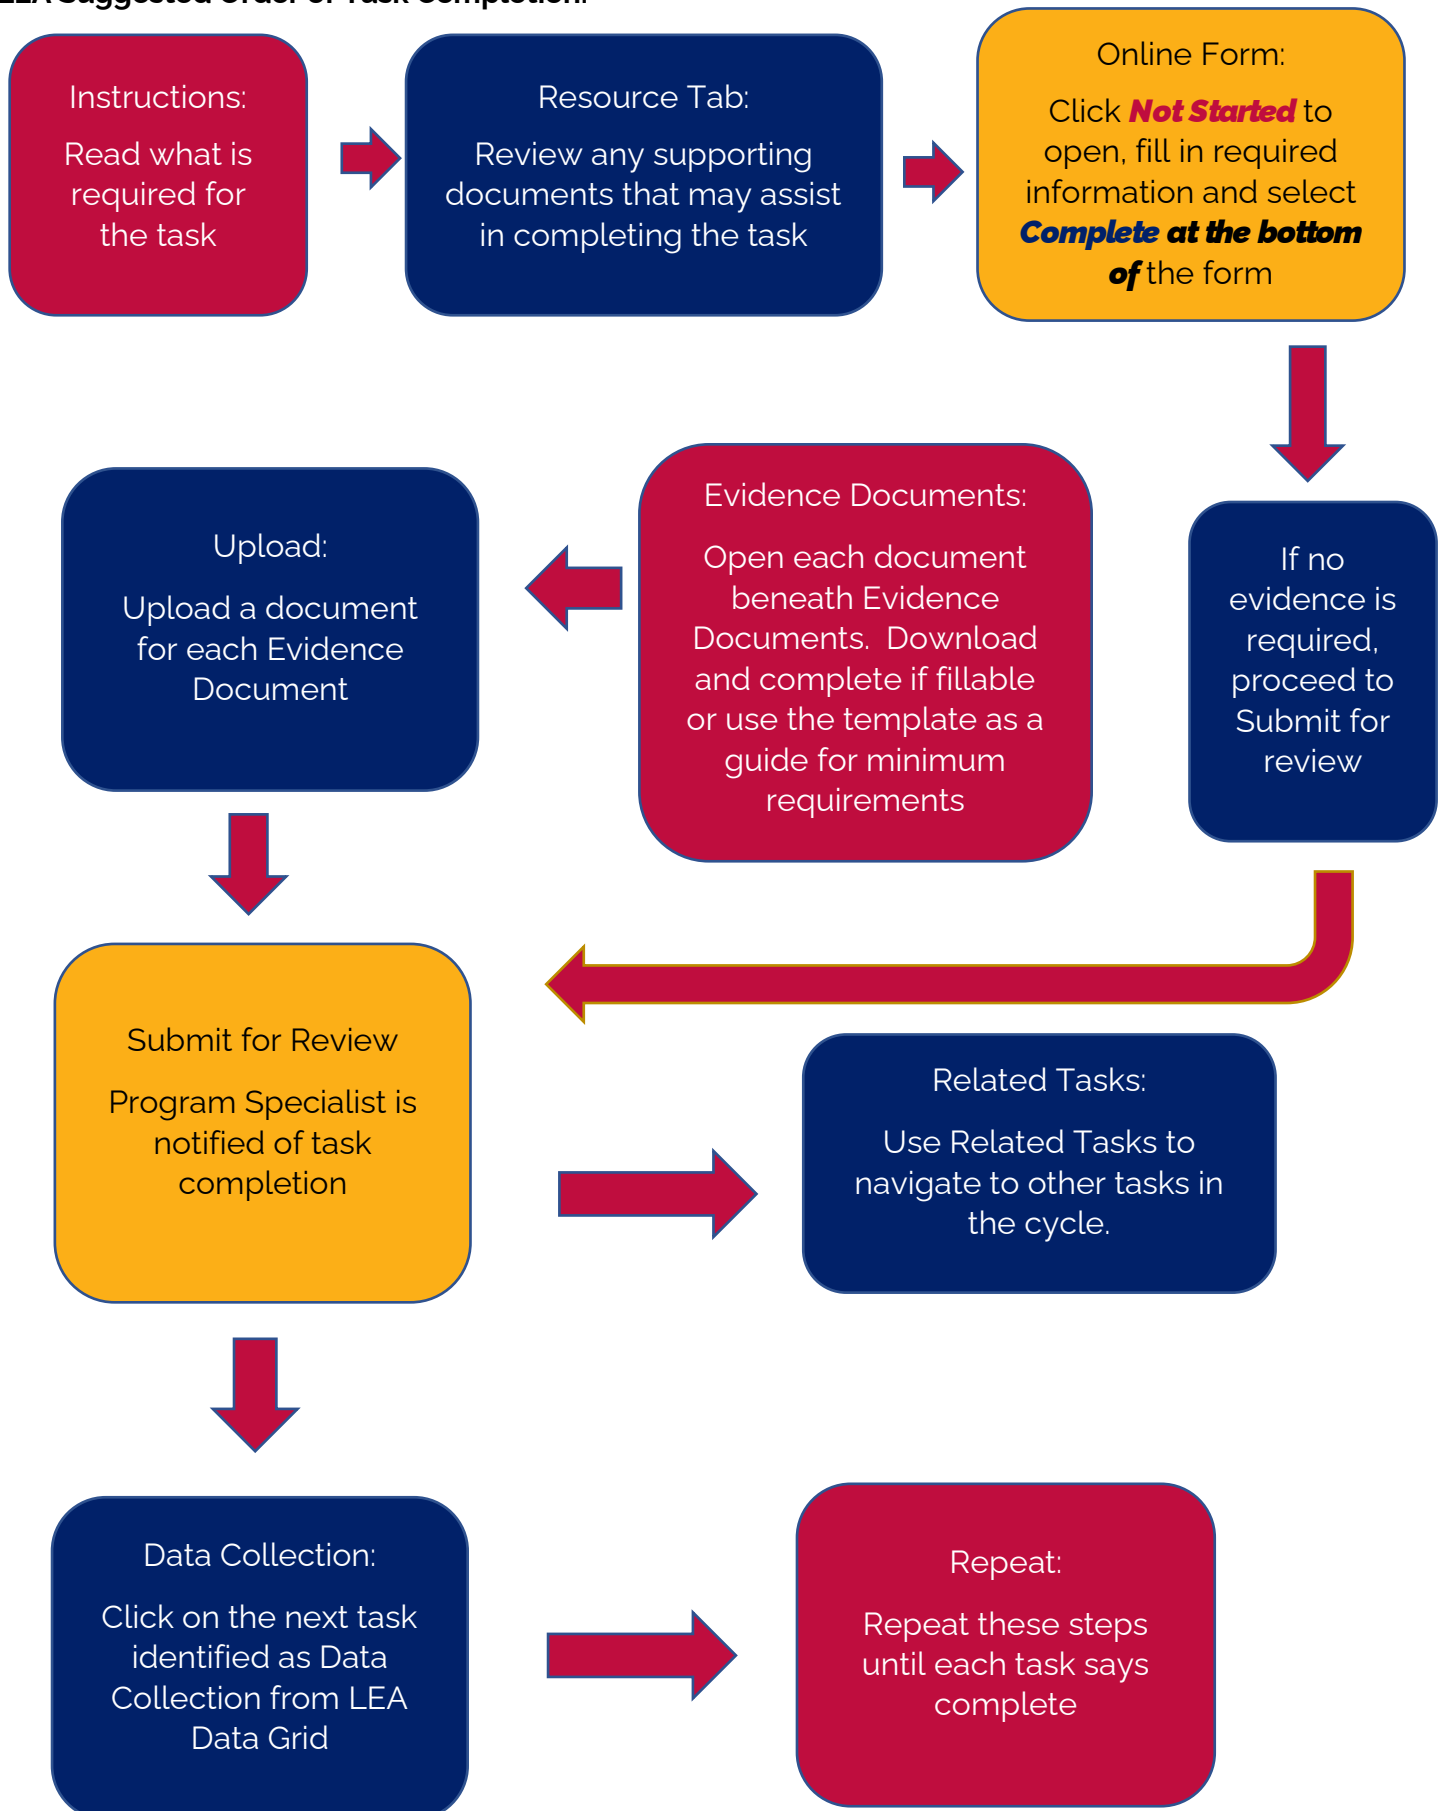 LEA Suggested Order of Task Completion:
Instructions:
Read what is
required for
the task
Resource Tab:
Review any supporting
documents that may assist
in completing the task
Online Form:
Click Not Started to
open, fill in required
information and select
Complete at the bottom
of the form
If no
evidence is
required,
proceed to
Submit for
review
Evidence Documents:
Open each document
beneath Evidence
Documents.  Download
and complete if fillable
or use the template as a
guide for minimum
requirements
Upload:
Upload a document
for each Evidence
Document
Submit for Review
Program Specialist is
notified of task
completion
Related Tasks:
Use Related Tasks to
navigate to other tasks in
the cycle.
Data Collection:
Click on the next task
identified as Data
Collection from LEA
Data Grid
Repeat:
Repeat these steps
until each task says
complete